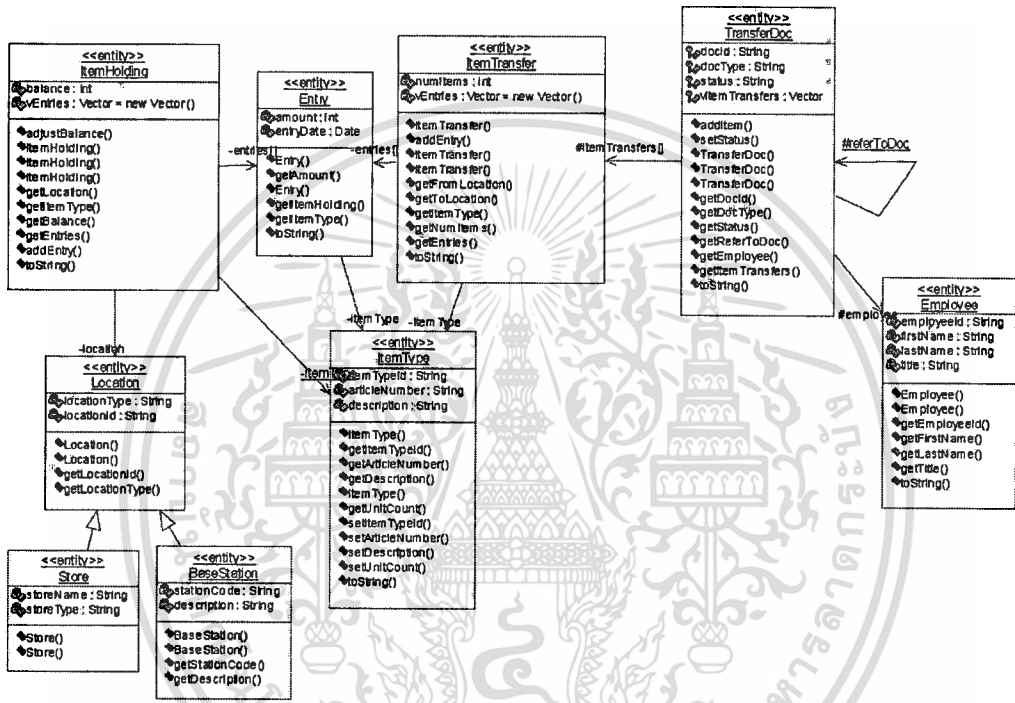 <<entity>>
ItemHolding
balance : Int
vEntries : Vector = new Vector()
adjustBalance()
ItemHolding()
ItemHolding()
ItemHolding()
getLocation()
getItemType()
getBalance()
getEntries()
addEntry()
toString()
-entries[]
<<entity>>
Entry
amount : Int
entryDate : Date
Entry()
getAmount()
Entry()
getItemHolding()
getItemType()
toString()
-entries[]
<<entity>>
ItemTransfer
numItems : Int
vEntries : Vector = new Vector()
ItemTransfer()
addEntry()
ItemTransfer()
ItemTransfer()
getFromLocation()
getToLocation()
getItemType()
getNumItems()
getEntries()
toString()
#itemTransfers[]
<<entity>>
TransferDoc
docId : String
docType : String
status : String
vItemTransfers : Vector
addItem()
setStatus()
TransferDoc()
TransferDoc()
TransferDoc()
getDocId()
getDocType()
getStatus()
getReferToDoc()
getEmployee()
getItemTransfers()
toString()
#referToDoc
#employee
<<entity>>
Employee
employeeId : String
firstName : String
lastName : String
title : String
Employee()
Employee()
getEmployeeId()
getFirstName()
getLastName()
getTitle()
toString()
-location
<<entity>>
Location
locationType : String
locationId : String
Location()
Location()
getLocationId()
getLocationType()
-itemType
-itemType
-itemType
<<entity>>
ItemType
itemTypeId : String
articleNumber : String
description : String
ItemType()
getItemTypeId()
getArticleNumber()
getDescription()
ItemType()
getUnitCount()
setItemTypeId()
setArticleNumber()
setDescription()
setUnitCount()
toString()
<<entity>>
Store
storeName : String
storeType : String
Store()
Store()
<<entity>>
BaseStation
stationCode : String
description : String
BaseStation()
BaseStation()
getStationCode()
getDescription()